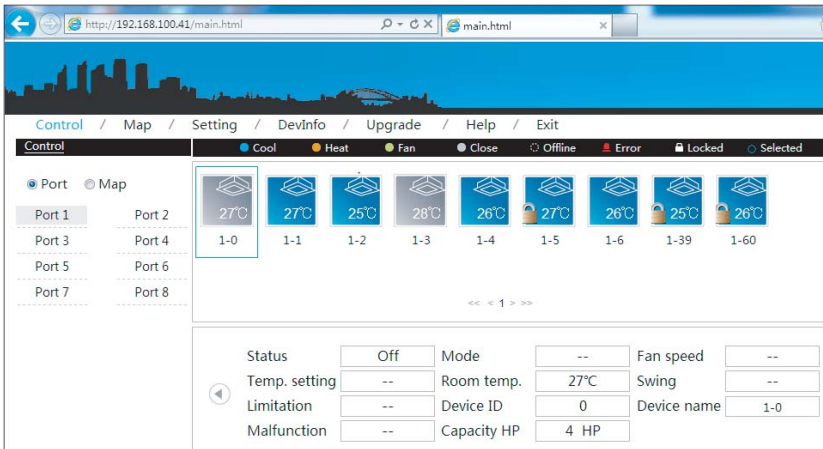 http://192.168.100.41/main.html main.html
Control / Map / Setting / DevInfo / Upgrade / Help / Exit
Control Cool Heat Fan Close Offline Error Locked Selected
Port Map
Port 1 Port 2
Port 3 Port 4
Port 5 Port 6
Port 7 Port 8
27°C 27°C 25°C 28°C 26°C 27°C 26°C 25°C 26°C
1-0 1-1 1-2 1-3 1-4 1-5 1-6 1-39 1-60
<< < 1 > >>
Status Off Mode -- Fan speed --
Temp. setting -- Room temp. 27°C Swing --
Limitation -- Device ID 0 Device name 1-0
Malfunction -- Capacity HP 4 HP